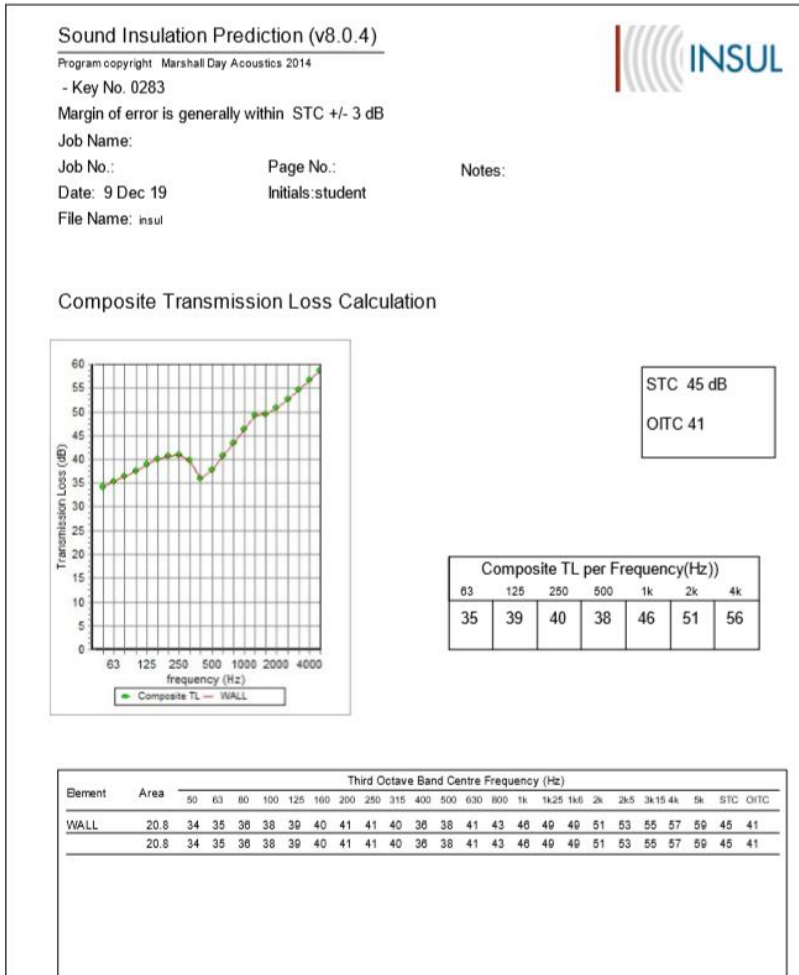 Sound Insulation Prediction (v8.0.4)
INSUL
Program copyright Marshall Day Acoustics 2014
- Key No. 0283
Margin of error is generally within STC +/- 3 dB
Job Name:
Job No.: Page No.: Notes:
Date: 9 Dec 19 Initials:student
File Name: insul
Composite Transmission Loss Calculation
60
55
50
45
40
35
30
25
20
15
10
5
0
Transmission Loss (dB)
63 125 250 500 1000 2000 4000
frequency (Hz)
Composite TL WALL
STC 45 dB
OITC 41
Composite TL per Frequency(Hz))
63 125 250 500 1k 2k 4k
35 39 40 38 46 51 56
Third Octave Band Centre Frequency (Hz)
Element Area 50 63 80 100 125 160 200 250 315 400 500 630 800 1k 1k25 1k6 2k 2k5 3k15 4k 5k STC OITC
WALL 20.8 34 35 36 38 39 40 41 41 40 36 38 41 43 46 49 49 51 53 55 57 59 45 41
20.8 34 35 36 38 39 40 41 41 40 36 38 41 43 46 49 49 51 53 55 57 59 45 41